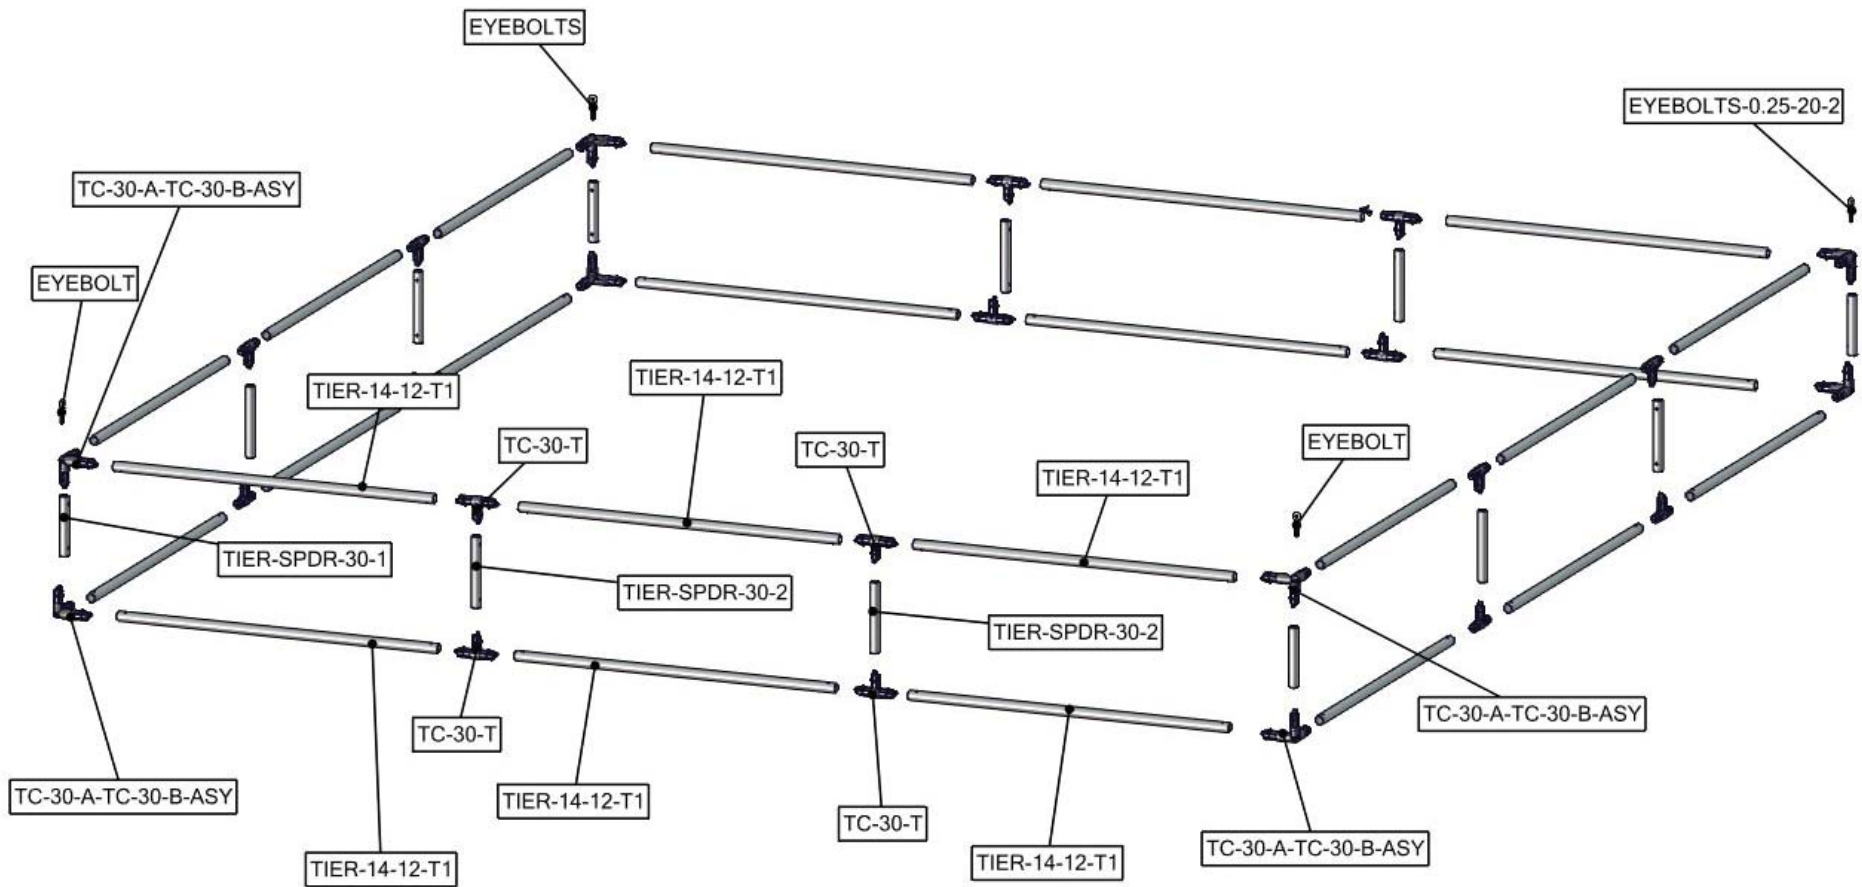 EYEBOLTS
EYEBOLTS-0.25-20-2
TC-30-A-TC-30-B-ASY
EYEBOLT
TIER-14-12-T1
TIER-14-12-T1
TC-30-T
TC-30-T
EYEBOLT
TIER-14-12-T1
TIER-SPDR-30-1
TIER-SPDR-30-2
TIER-SPDR-30-2
TC-30-A-TC-30-B-ASY
TC-30-T
TC-30-A-TC-30-B-ASY
TIER-14-12-T1
TC-30-T
TC-30-A-TC-30-B-ASY
TIER-14-12-T1
TIER-14-12-T1